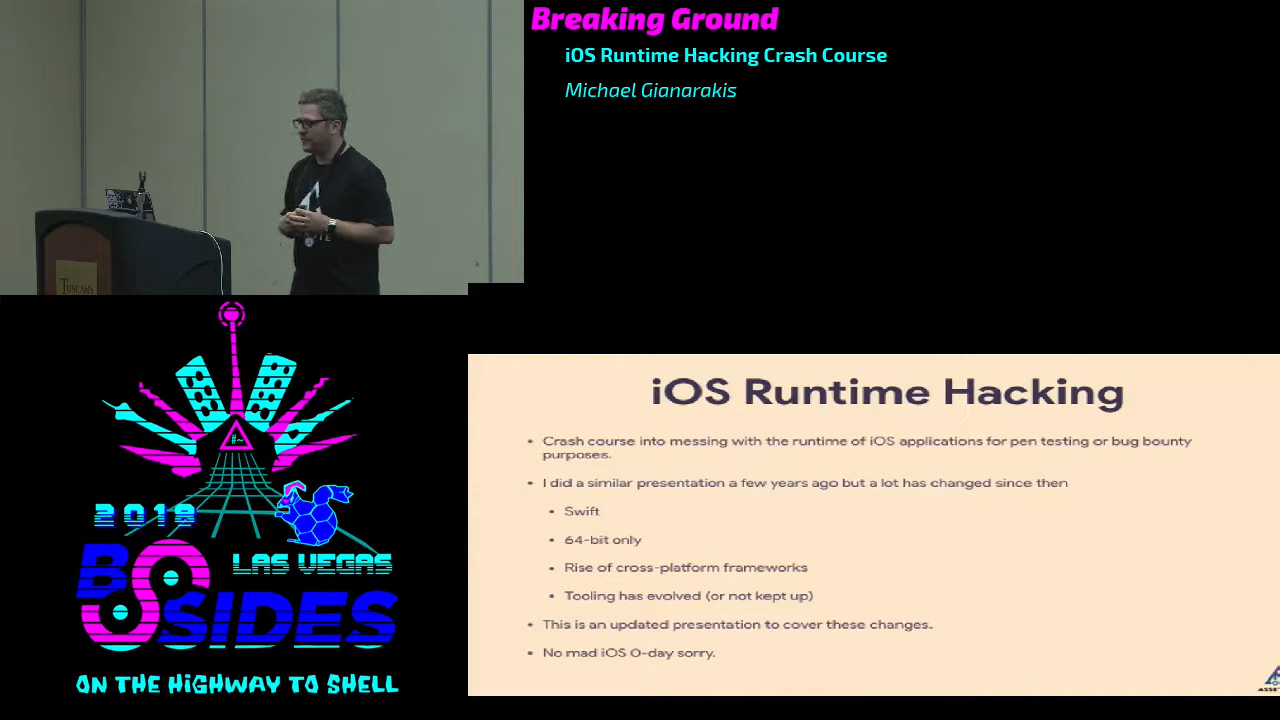 Breaking Ground
iOS Runtime Hacking Crash Course
Michael Gianarakis
TUSCANY
#~
2019
BSIDES
LAS VEGAS
ON THE HIGHWAY TO SHELL
iOS Runtime Hacking
• Crash course into messing with the runtime of iOS applications for pen testing or bug bounty
purposes.
• I did a similar presentation a few years ago but a lot has changed since then
• Swift
• 64-bit only
• Rise of cross-platform frameworks
• Tooling has evolved (or not kept up)
• This is an updated presentation to cover these changes.
• No mad iOS 0-day sorry.